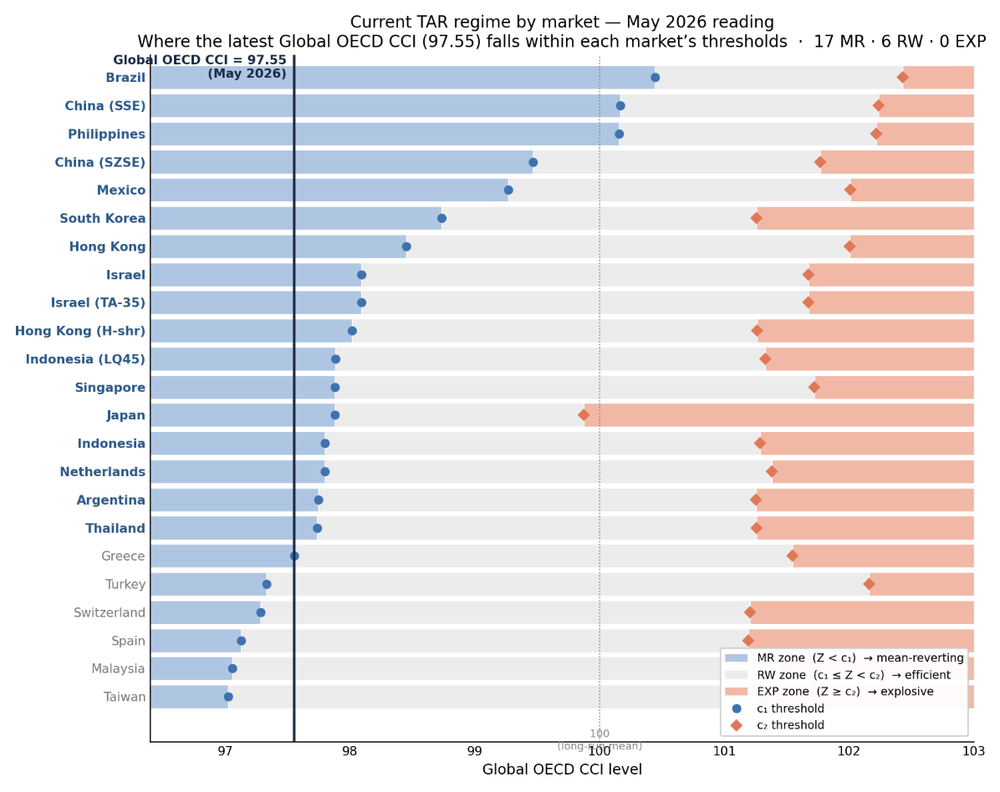 Current TAR regime by market — May 2026 reading
Where the latest Global OECD CCI (97.55) falls within each market’s thresholds · 17 MR · 6 RW · 0 EXP
Global OECD CCI = 97.55
(May 2026)
Brazil
China (SSE)
Philippines
China (SZSE)
Mexico
South Korea
Hong Kong
Israel
Israel (TA-35)
Hong Kong (H-shr)
Indonesia (LQ45)
Singapore
Japan
Indonesia
Netherlands
Argentina
Thailand
Greece
Turkey
Switzerland
Spain
Malaysia
Taiwan
MR zone (Z < c₁) → mean-reverting
RW zone (c₁ ≤ Z < c₂) → efficient
EXP zone (Z ≥ c₂) → explosive
c₁ threshold
c₂ threshold
100
(long-run mean)
97 98 99 100 101 102 103
Global OECD CCI level